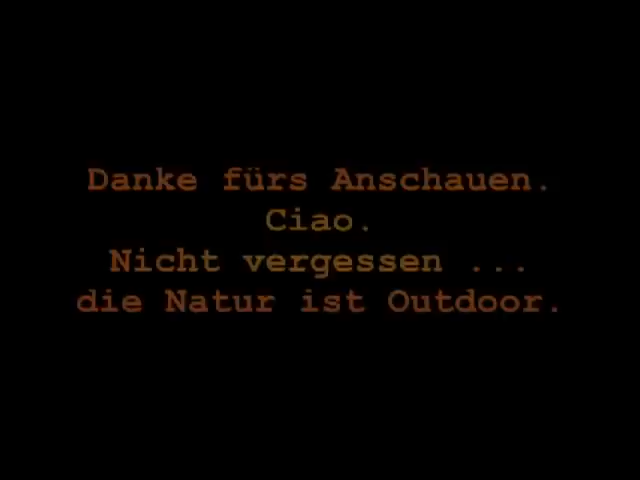 Danke fürs Anschauen.
Ciao.
Nicht vergessen ...
die Natur ist Outdoor.